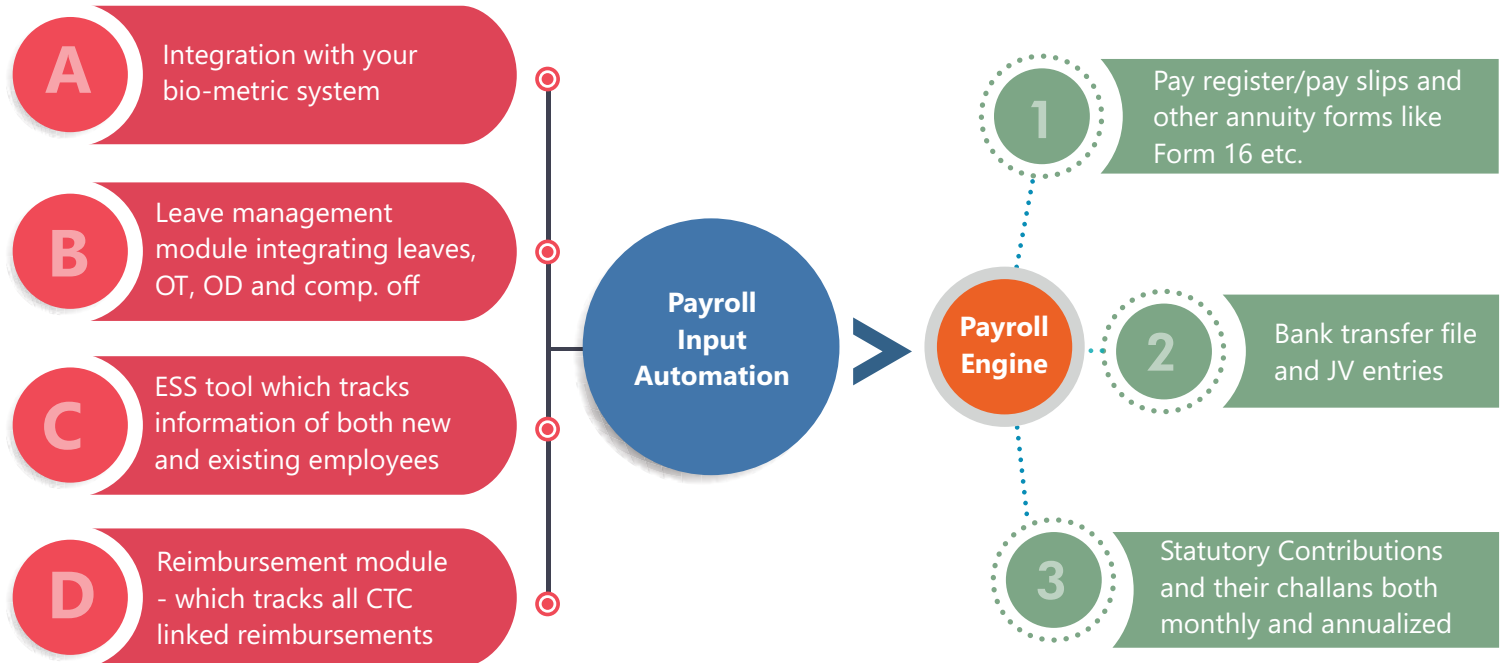 A
Integration with your
bio-metric system
B
Leave management
module integrating leaves,
OT, OD and comp. off
C
ESS tool which tracks
information of both new
and existing employees
D
Reimbursement module
- which tracks all CTC
linked reimbursements
Payroll
Input
Automation
Payroll
Engine
1
Pay register/pay slips and
other annuity forms like
Form 16 etc.
2
Bank transfer file
and JV entries
3
Statutory Contributions
and their challans both
monthly and annualized